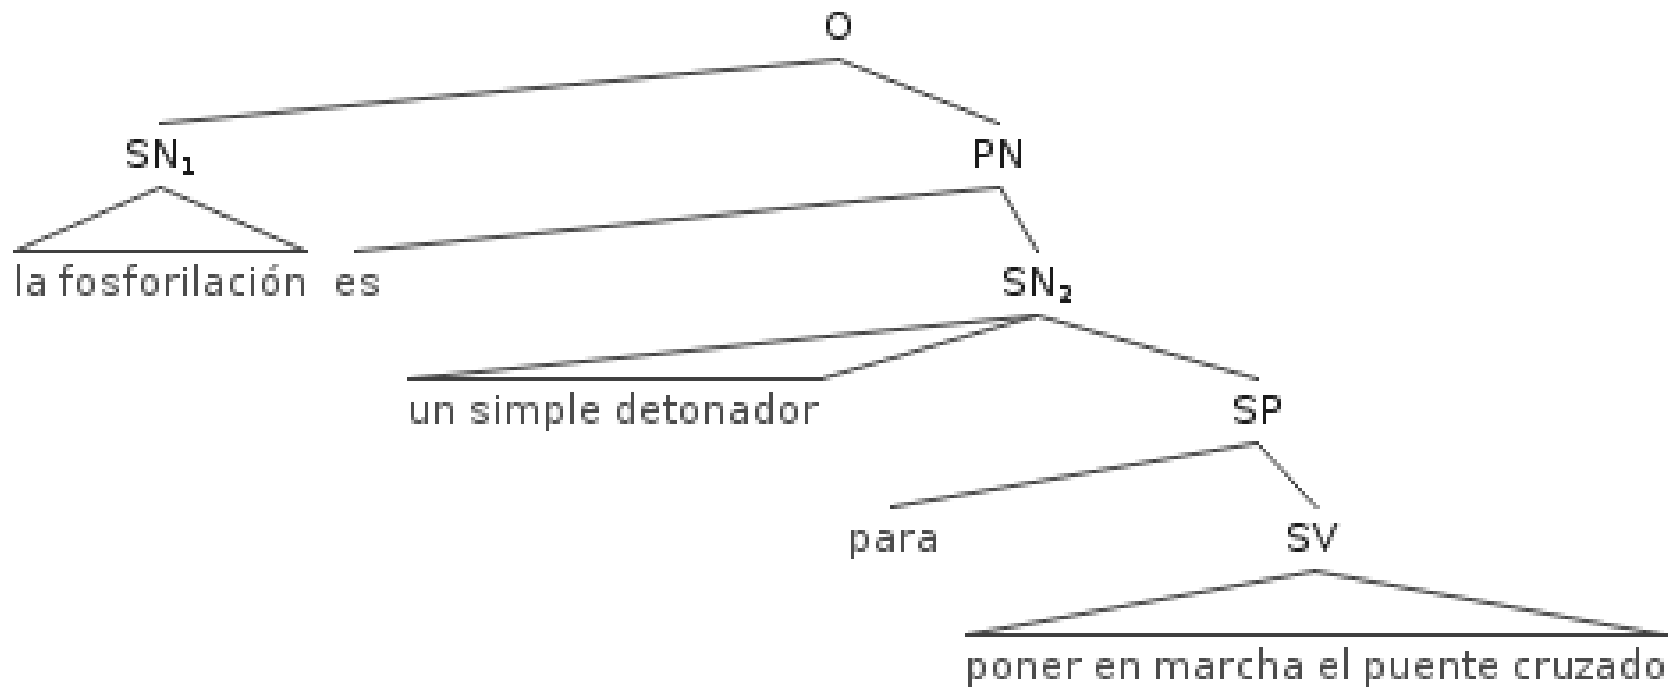 O
SN₁ PN
la fosforilación es
SN₂
un simple detonador
SP
para
SV
poner en marcha el puente cruzado